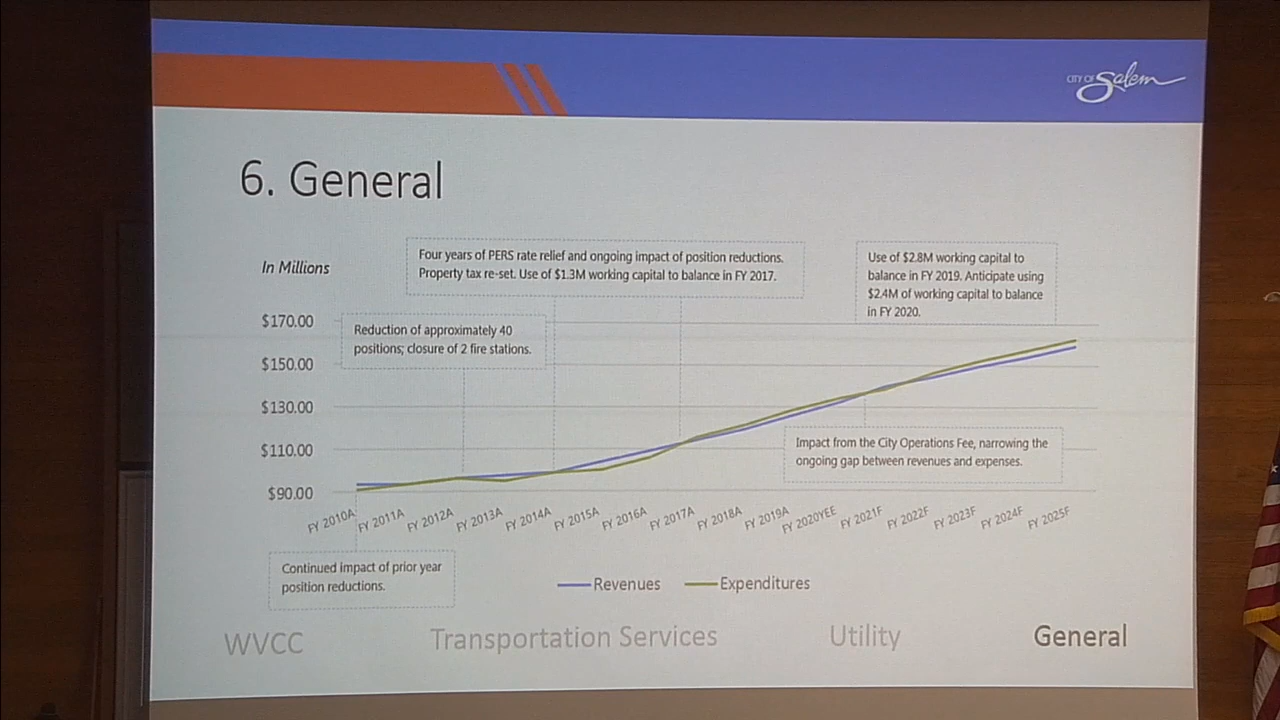 CITY OF Salem
6. General
In Millions
Four years of PERS rate relief and ongoing impact of position reductions.
Property tax re-set. Use of $1.3M working capital to balance in FY 2017.
Use of $2.8M working capital to
balance in FY 2019. Anticipate using
$2.4M of working capital to balance
in FY 2020.
Reduction of approximately 40
positions; closure of 2 fire stations.
$170.00
$150.00
$130.00
$110.00
$90.00
Impact from the City Operations Fee, narrowing the
ongoing gap between revenues and expenses.
FY 2010A
FY 2011A
FY 2012A
FY 2013A
FY 2014A
FY 2015A
FY 2016A
FY 2017A
FY 2018A
FY 2019A
FY 2020YEE
FY 2021F
FY 2022F
FY 2023F
FY 2024F
FY 2025F
Continued impact of prior year
position reductions.
Revenues
Expenditures
WVCC
Transportation Services
Utility
General